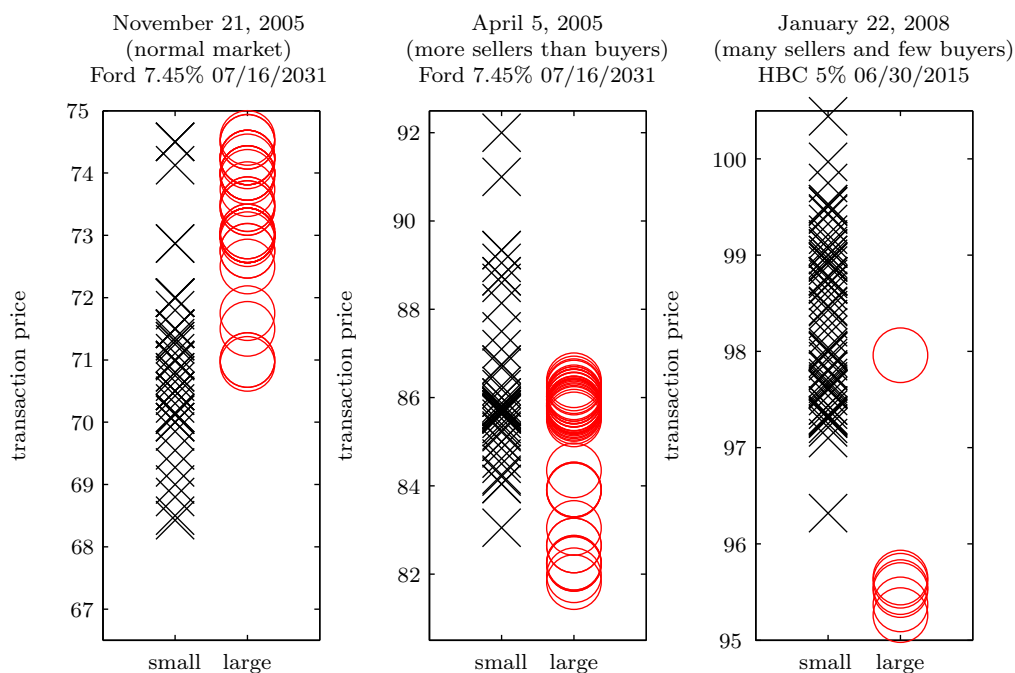 November 21, 2005
(normal market)
Ford 7.45% 07/16/2031
transaction price
75
74
73
72
71
70
69
68
67
small large
April 5, 2005
(more sellers than buyers)
Ford 7.45% 07/16/2031
transaction price
92
90
88
86
84
82
small large
January 22, 2008
(many sellers and few buyers)
HBC 5% 06/30/2015
transaction price
100
99
98
97
96
95
small large